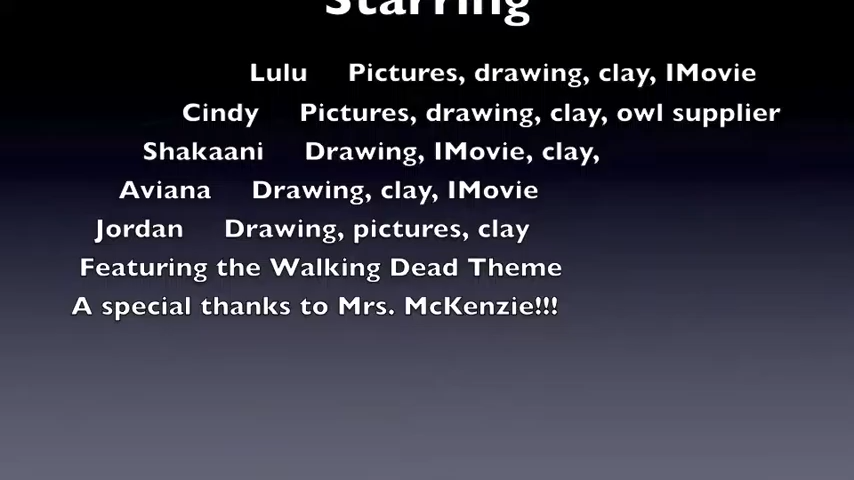 Starring
Lulu Pictures, drawing, clay, IMovie
Cindy Pictures, drawing, clay, owl supplier
Shakaani Drawing, IMovie, clay,
Aviana Drawing, clay, IMovie
Jordan Drawing, pictures, clay
Featuring the Walking Dead Theme
A special thanks to Mrs. McKenzie!!!